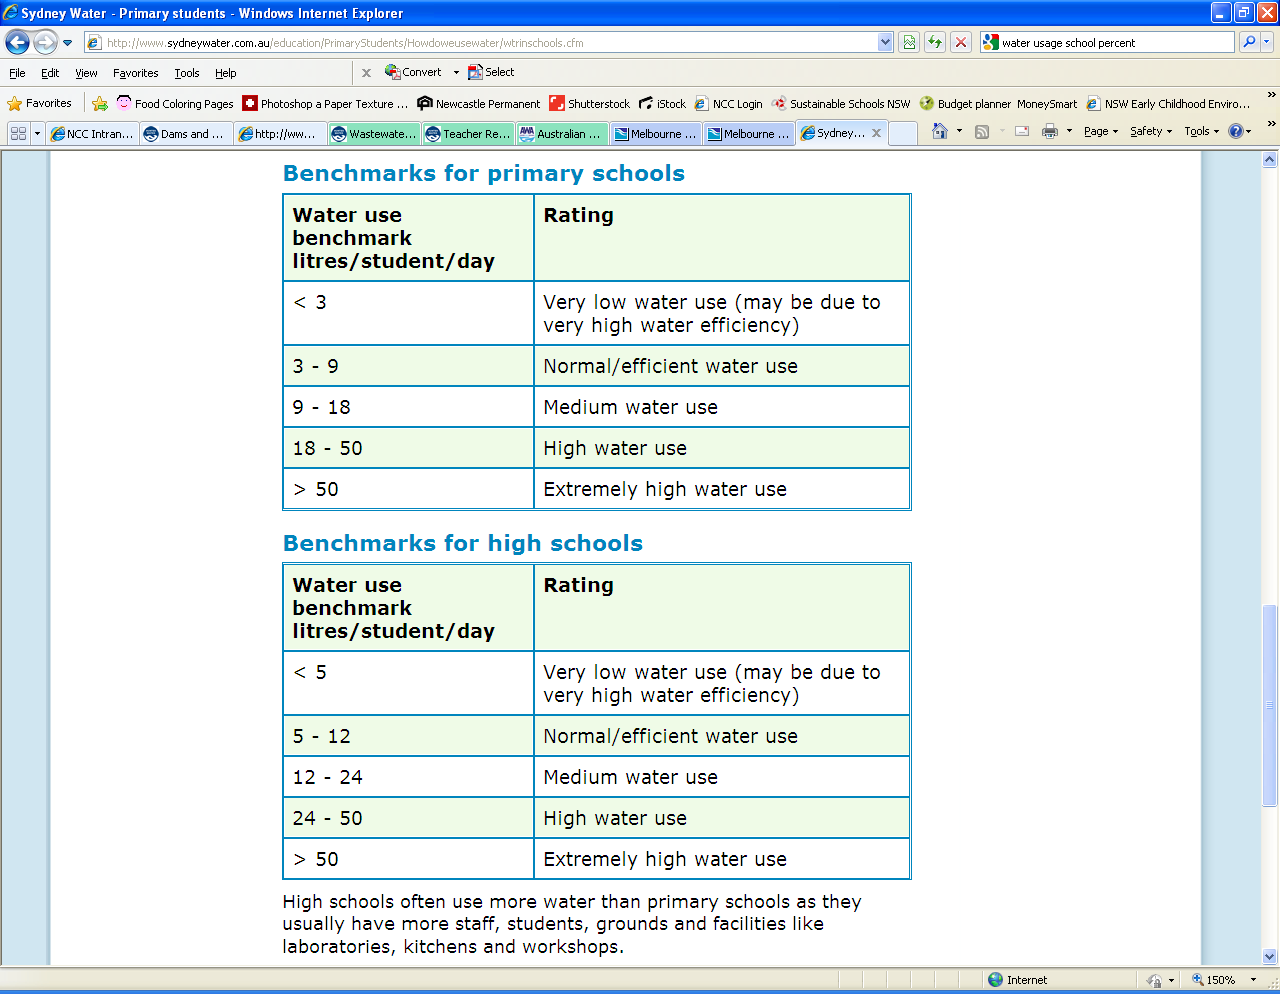 Sydney Water - Primary students - Windows Internet Explorer
http://www.sydneywater.com.au/education/PrimaryStudents/Howdoweusewater/wtrinschools.cfm
water usage school percent
File Edit View Favorites Tools Help
x Convert Select
Favorites Food Coloring Pages Photoshop a Paper Texture ... Newcastle Permanent Shutterstock iStock NCC Login Sustainable Schools NSW Budget planner MoneySmart NSW Early Childhood Enviro... »
NCC Intran... Dams and ... http://ww... Wastewate... Teacher Re... Australian ... Melbourne ... Melbourne ... Sydney... Page Safety Tools »
Benchmarks for primary schools
Water use Rating
benchmark
litres/student/day
< 3 Very low water use (may be due to
very high water efficiency)
3 - 9 Normal/efficient water use
9 - 18 Medium water use
18 - 50 High water use
> 50 Extremely high water use
Benchmarks for high schools
Water use Rating
benchmark
litres/student/day
< 5 Very low water use (may be due to
very high water efficiency)
5 - 12 Normal/efficient water use
12 - 24 Medium water use
24 - 50 High water use
> 50 Extremely high water use
High schools often use more water than primary schools as they
usually have more staff, students, grounds and facilities like
laboratories, kitchens and workshops.
Internet 150%